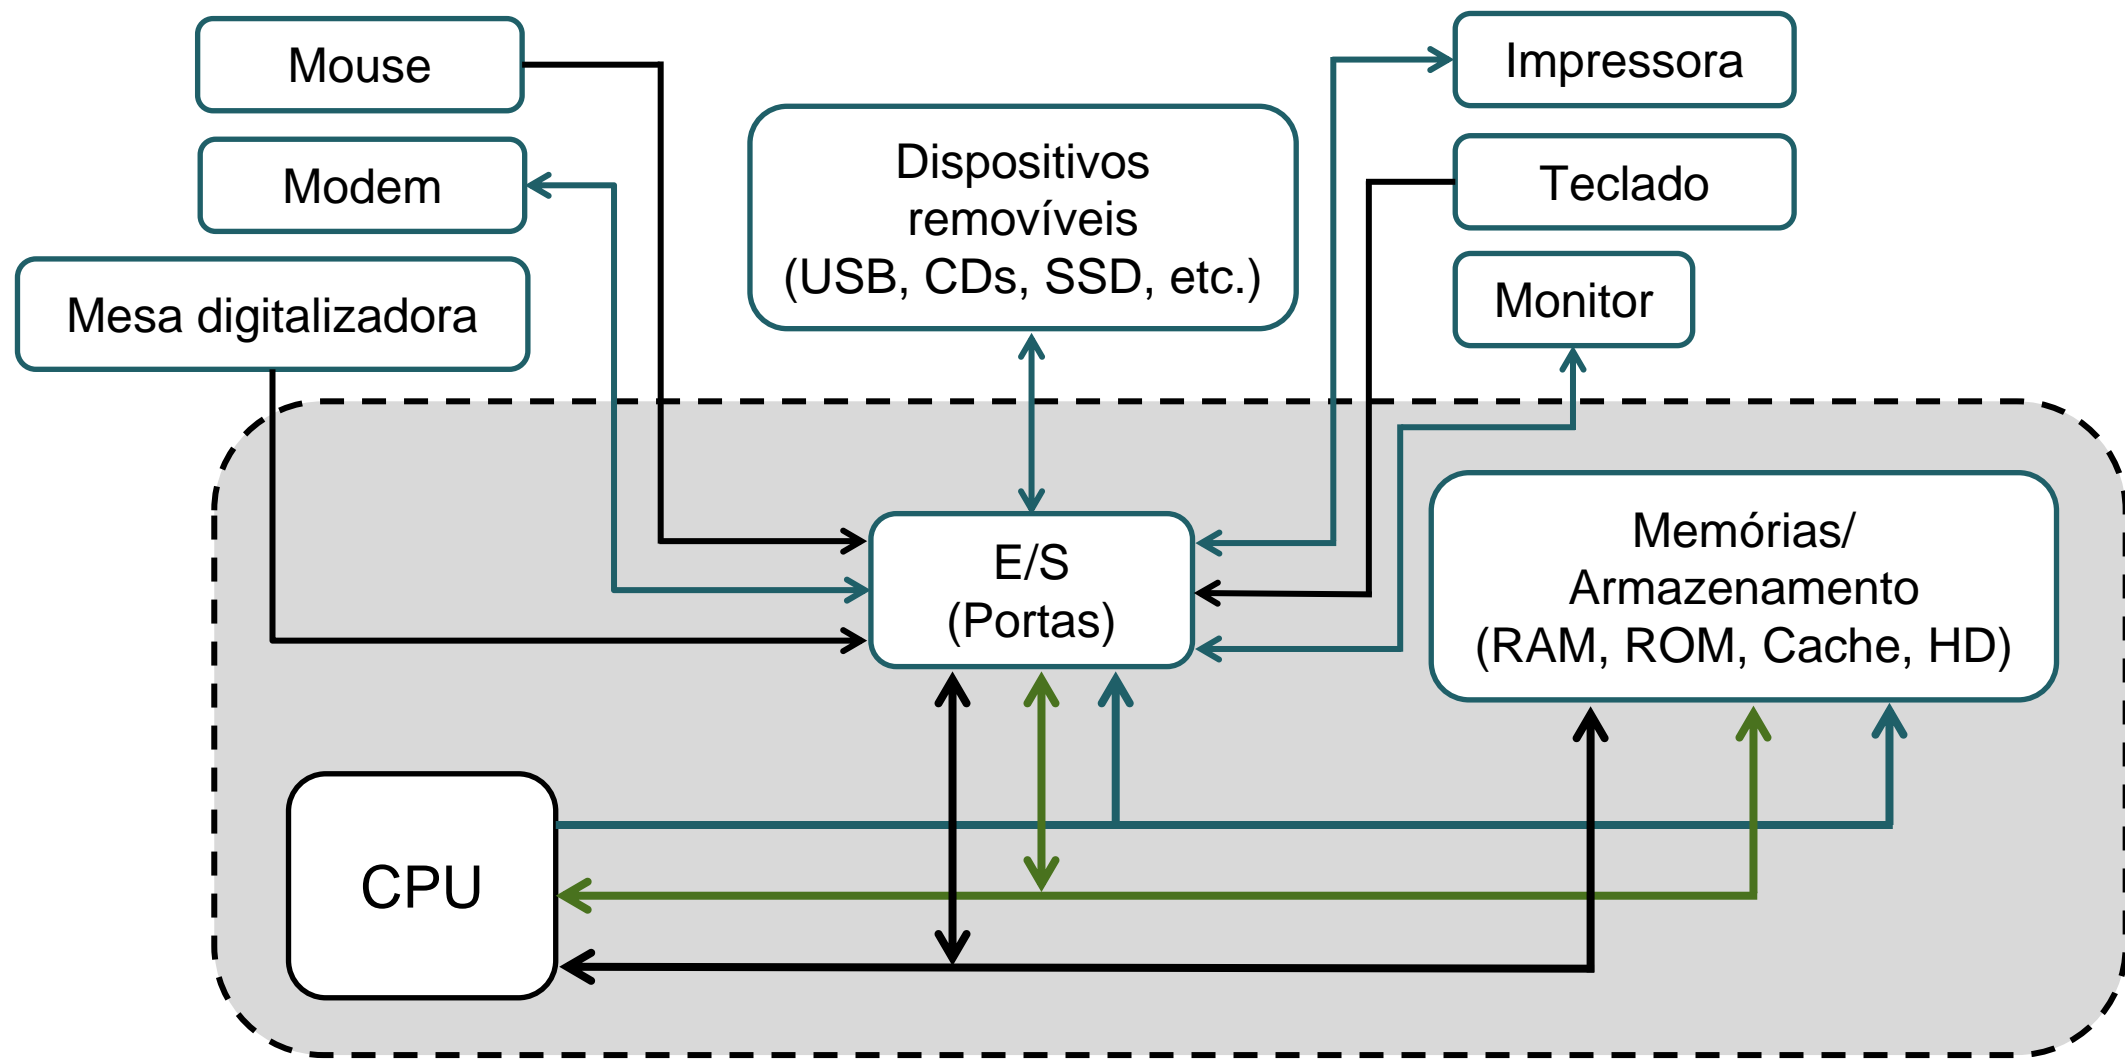 Mouse
Modem
Mesa digitalizadora
Dispositivos
removíveis
(USB, CDs, SSD, etc.)
Impressora
Teclado
Monitor
E/S
(Portas)
Memórias/
Armazenamento
(RAM, ROM, Cache, HD)
CPU